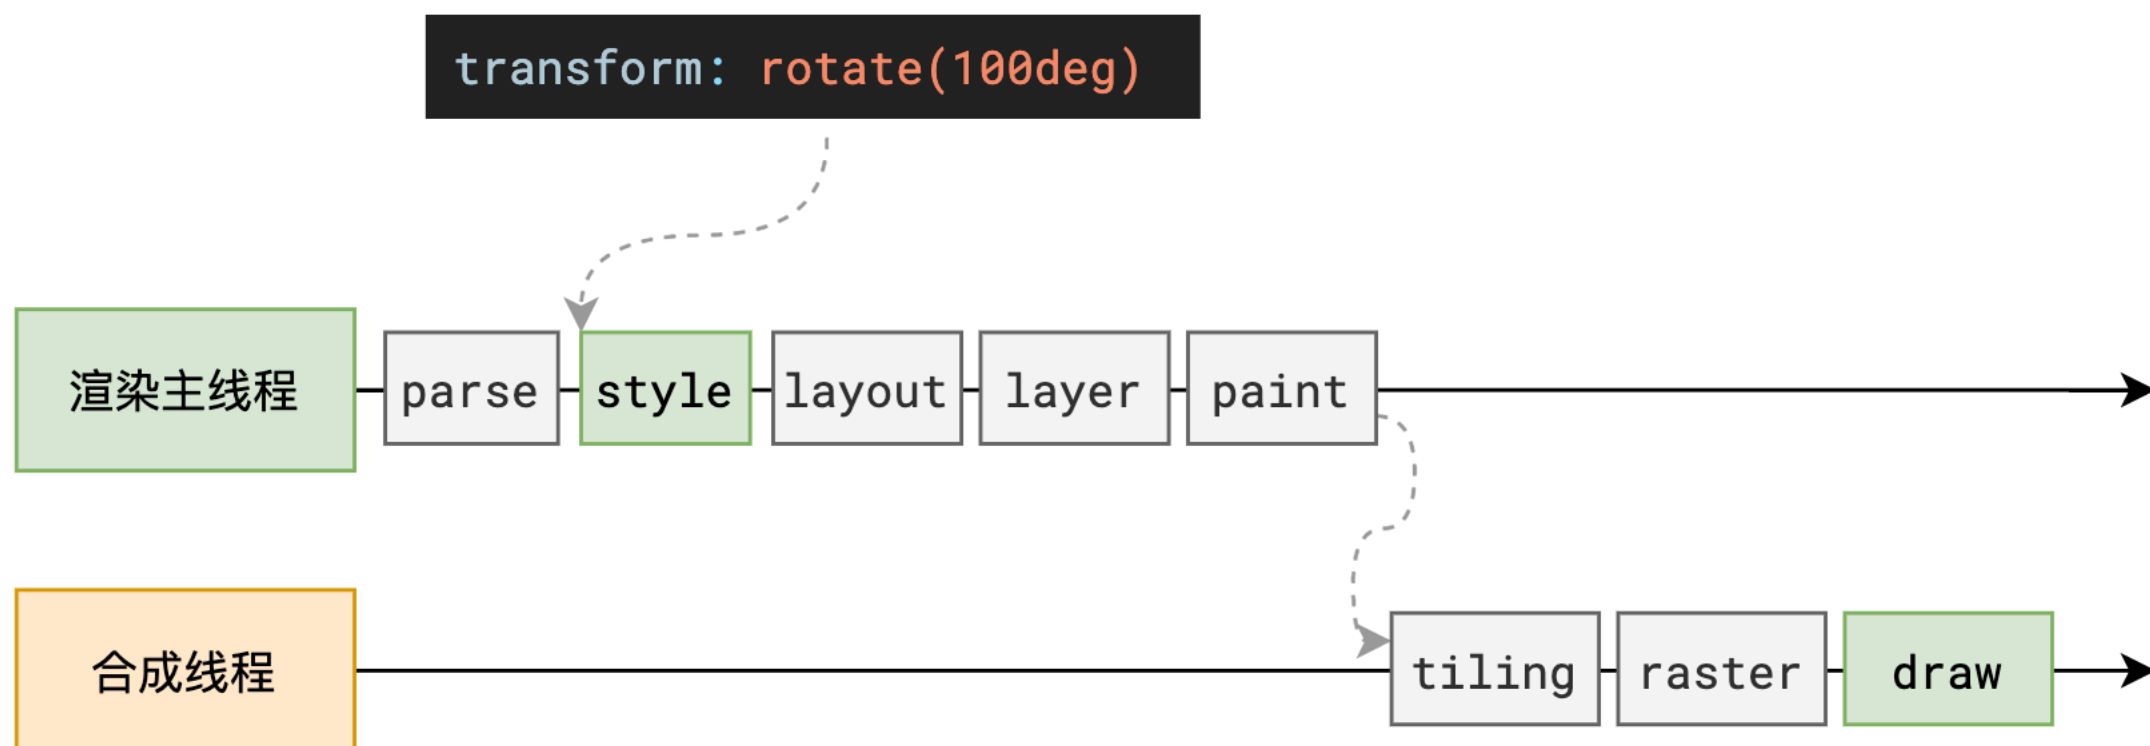 transform: rotate(100deg)
渲染主线程
parse
style
layout
layer
paint
合成线程
tiling
raster
draw